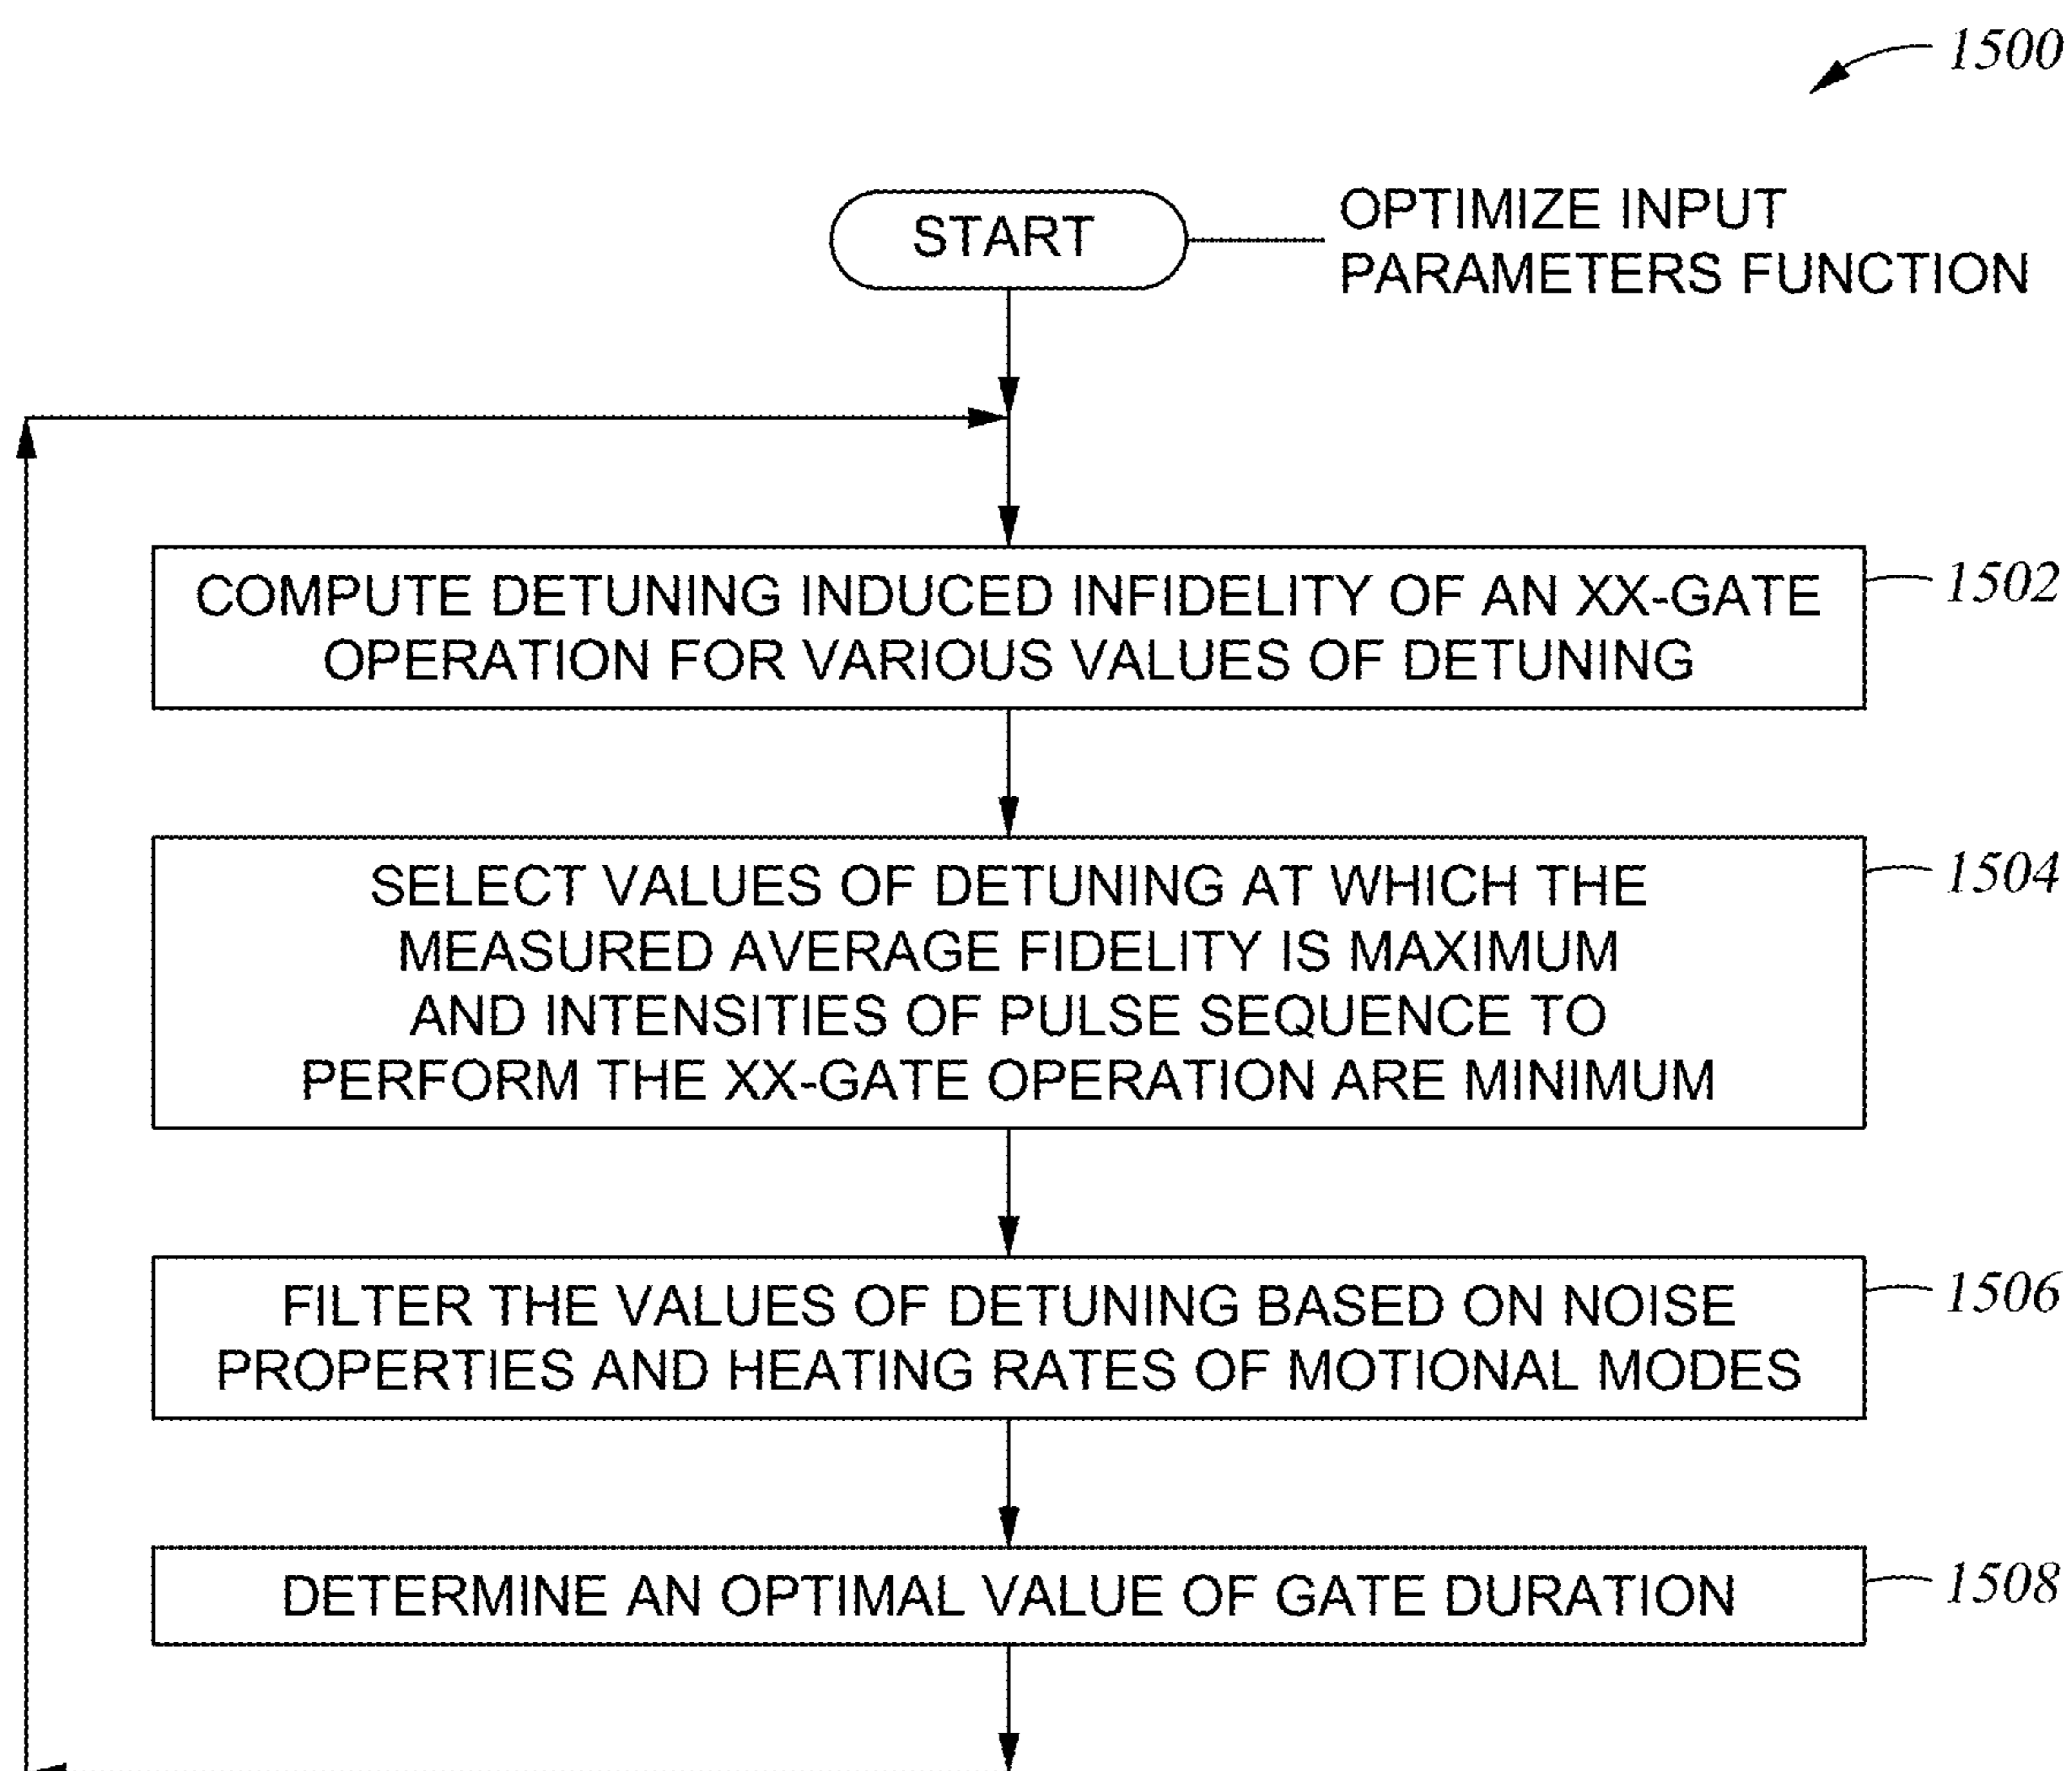 1500
START
OPTIMIZE INPUT
PARAMETERS FUNCTION
COMPUTE DETUNING INDUCED INFIDELITY OF AN XX-GATE
OPERATION FOR VARIOUS VALUES OF DETUNING
1502
SELECT VALUES OF DETUNING AT WHICH THE
MEASURED AVERAGE FIDELITY IS MAXIMUM
AND INTENSITIES OF PULSE SEQUENCE TO
PERFORM THE XX-GATE OPERATION ARE MINIMUM
1504
FILTER THE VALUES OF DETUNING BASED ON NOISE
PROPERTIES AND HEATING RATES OF MOTIONAL MODES
1506
DETERMINE AN OPTIMAL VALUE OF GATE DURATION
1508